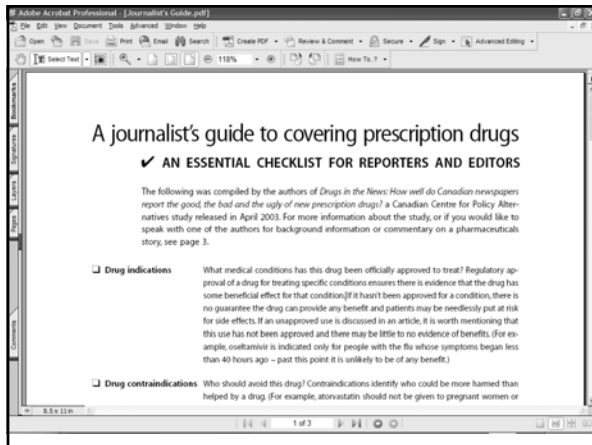 Adobe Acrobat Professional - [Journalist's Guide.pdf]
File Edit View Document Tools Advanced Window Help
Open Save Print Email Search Create PDF Review & Comment Secure Sign Advanced Editing
Select Text 118% How To..?
Bookmarks
Signatures
Layers
Pages
Comments
A journalist's guide to covering prescription drugs
✔ AN ESSENTIAL CHECKLIST FOR REPORTERS AND EDITORS
The following was compiled by the authors of Drugs in the News: How well do Canadian newspapers
report the good, the bad and the ugly of new prescription drugs? a Canadian Centre for Policy Alter-
natives study released in April 2003. For more information about the study, or if you would like to
speak with one of the authors for background information or commentary on a pharmaceuticals
story, see page 3.
❑ Drug indications What medical conditions has this drug been officially approved to treat? Regulatory ap-
proval of a drug for treating specific conditions ensures there is evidence that the drug has
some beneficial effect for that condition. If it hasn't been approved for a condition, there is
no guarantee the drug can provide any benefit and patients may be needlessly put at risk
for side effects. If an unapproved use is discussed in an article, it is worth mentioning that
this use has not been approved and there may be little to no evidence of benefits. (For ex-
ample, oseltamivir is indicated only for people with the flu whose symptoms began less
than 40 hours ago – past this point it is unlikely to be of any benefit.)
❑ Drug contraindications Who should avoid this drug? Contraindications identify who could be more harmed than
helped by a drug. (For example, atorvastatin should not be given to pregnant women or
8.5 x 11 in
1 of 3